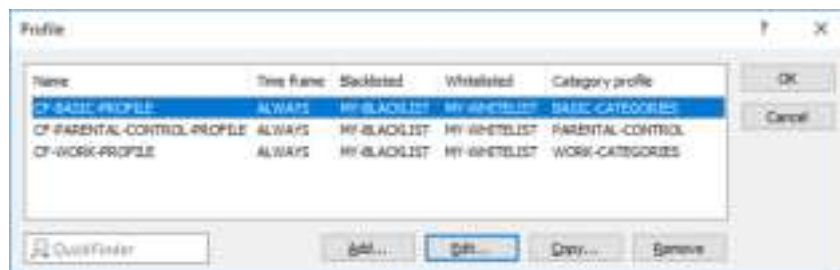 Profile ? ✕
Name Time frame Blacklisted Whitelisted Category profile
CF-BASIC-PROFILE ALWAYS MY-BLACKLIST MY-WHITELIST BASIC-CATEGORIES
CF-PARENTAL-CONTROL-PROFILE ALWAYS MY-BLACKLIST MY-WHITELIST PARENTAL-CONTROL
CF-WORK-PROFILE ALWAYS MY-BLACKLIST MY-WHITELIST WORK-CATEGORIES
OK
Cancel
QuickFinder Add... Edit... Copy... Remove